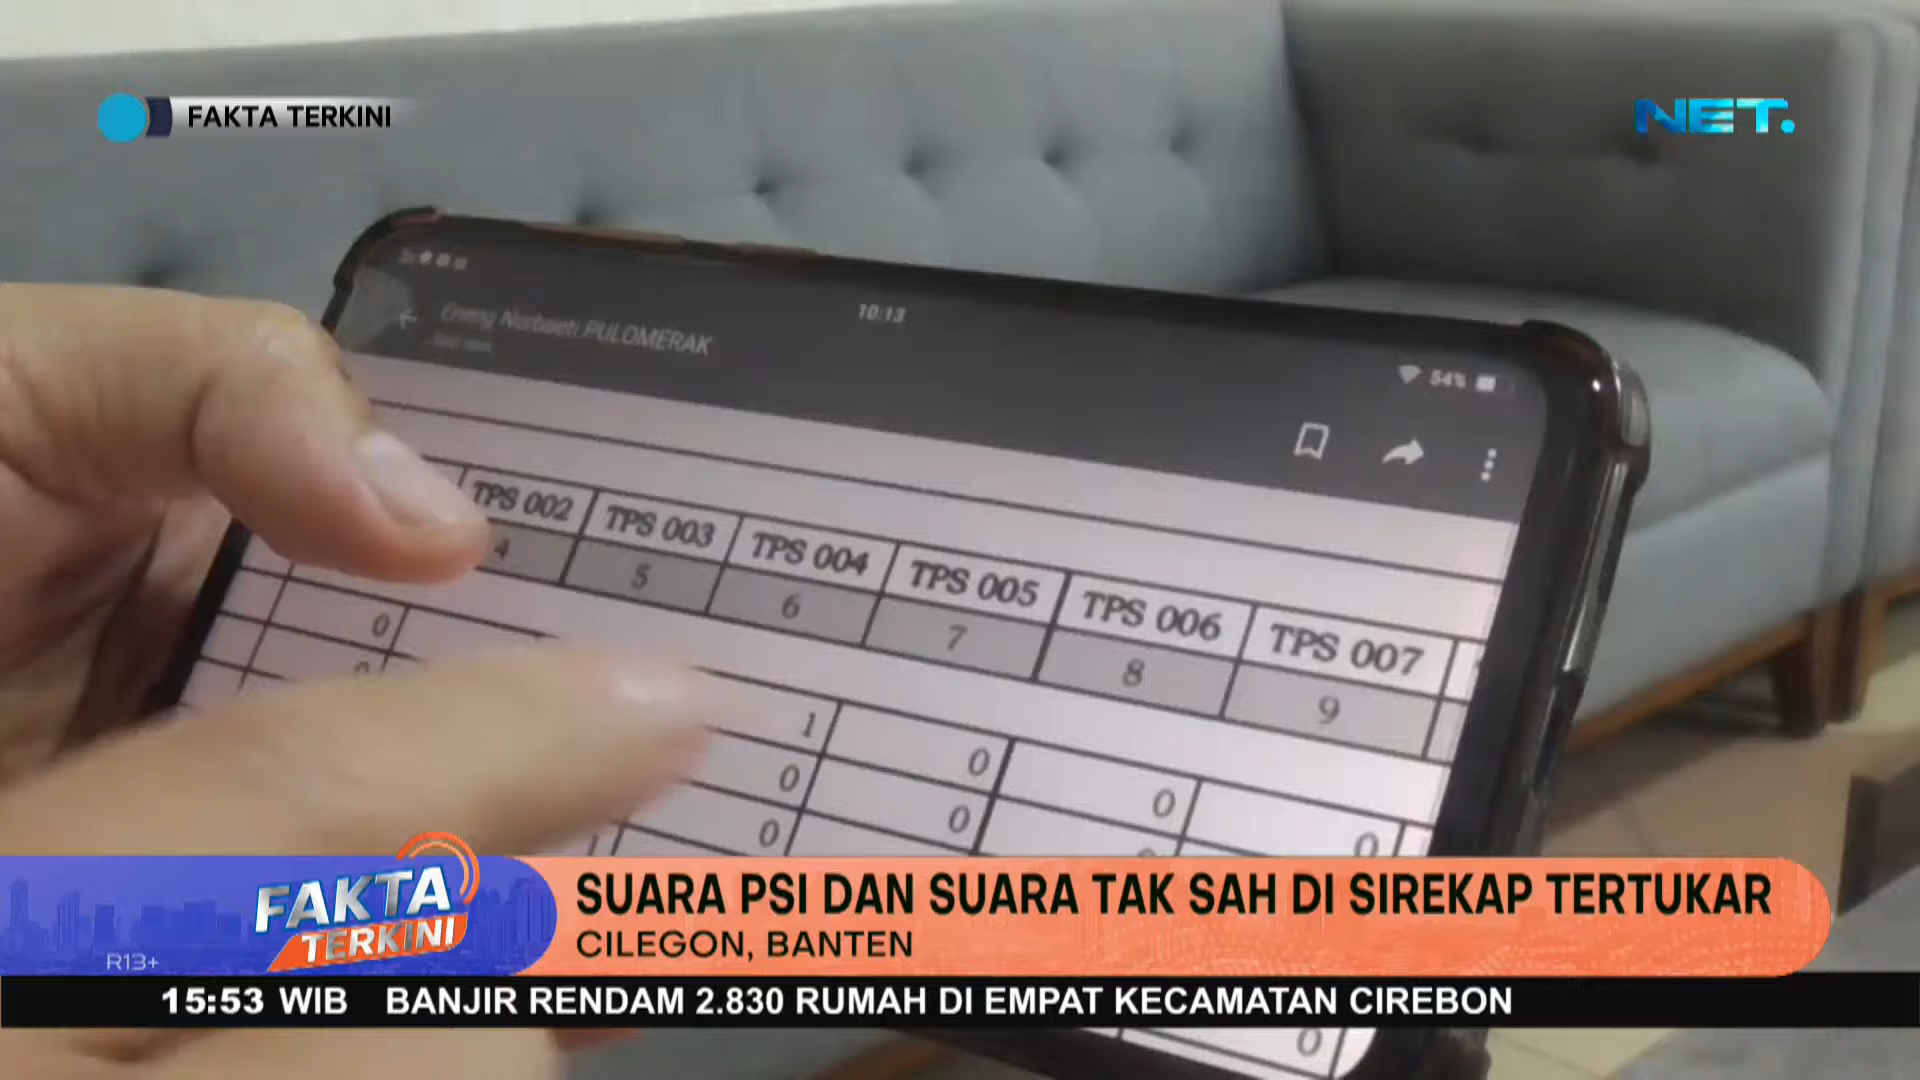 FAKTA TERKINI
NET.
10:13
PULOMERAK
54%
TPS 002 TPS 003 TPS 004 TPS 005 TPS 006 TPS 007
4 5 6 7 8 9
0 1 0 0 0
0 0
0
0
FAKTA
TERKINI
R13+
SUARA PSI DAN SUARA TAK SAH DI SIREKAP TERTUKAR
CILEGON, BANTEN
15:53 WIB BANJIR RENDAM 2.830 RUMAH DI EMPAT KECAMATAN CIREBON